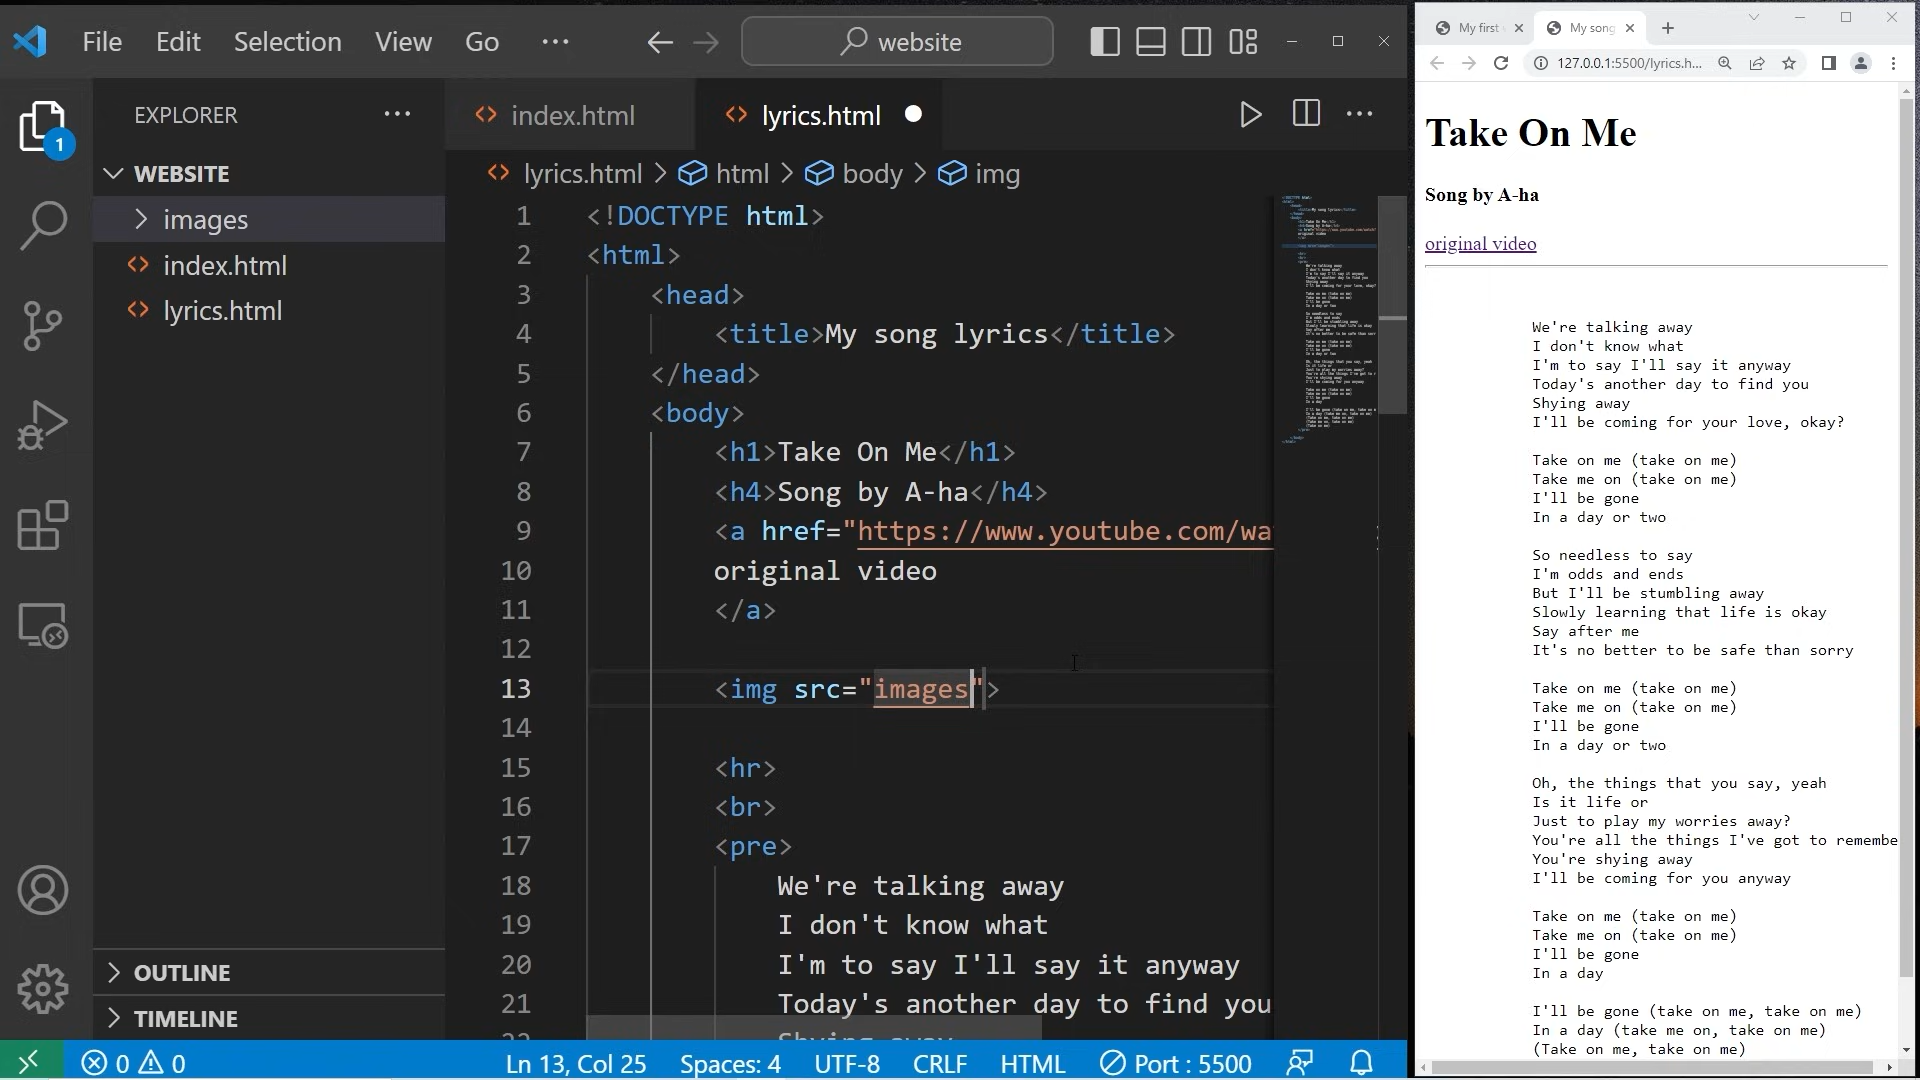 File Edit Selection View Go ··· website
EXPLORER ···
1
WEBSITE
images
index.html
lyrics.html
OUTLINE
TIMELINE
index.html lyrics.html
lyrics.html > html > body > img
1 <!DOCTYPE html>
2 <html>
3 <head>
4 <title>My song lyrics</title>
5 </head>
6 <body>
7 <h1>Take On Me</h1>
8 <h4>Song by A-ha</h4>
9 <a href="https://www.youtube.com/wa
10 original video
11 </a>
12
13 <img src="images">
14
15 <hr>
16 <br>
17 <pre>
18 We're talking away
19 I don't know what
20 I'm to say I'll say it anyway
21 Today's another day to find you
22 Shying away
0 0 Ln 13, Col 25 Spaces: 4 UTF-8 CRLF HTML Port : 5500
My first My song
127.0.0.1:5500/lyrics.h...
Take On Me
Song by A-ha
original video
We're talking away
I don't know what
I'm to say I'll say it anyway
Today's another day to find you
Shying away
I'll be coming for your love, okay?
Take on me (take on me)
Take me on (take on me)
I'll be gone
In a day or two
So needless to say
I'm odds and ends
But I'll be stumbling away
Slowly learning that life is okay
Say after me
It's no better to be safe than sorry
Take on me (take on me)
Take me on (take on me)
I'll be gone
In a day or two
Oh, the things that you say, yeah
Is it life or
Just to play my worries away?
You're all the things I've got to remembe
You're shying away
I'll be coming for you anyway
Take on me (take on me)
Take me on (take on me)
I'll be gone
In a day
I'll be gone (take on me, take on me)
In a day (take me on, take on me)
(Take on me, take on me)